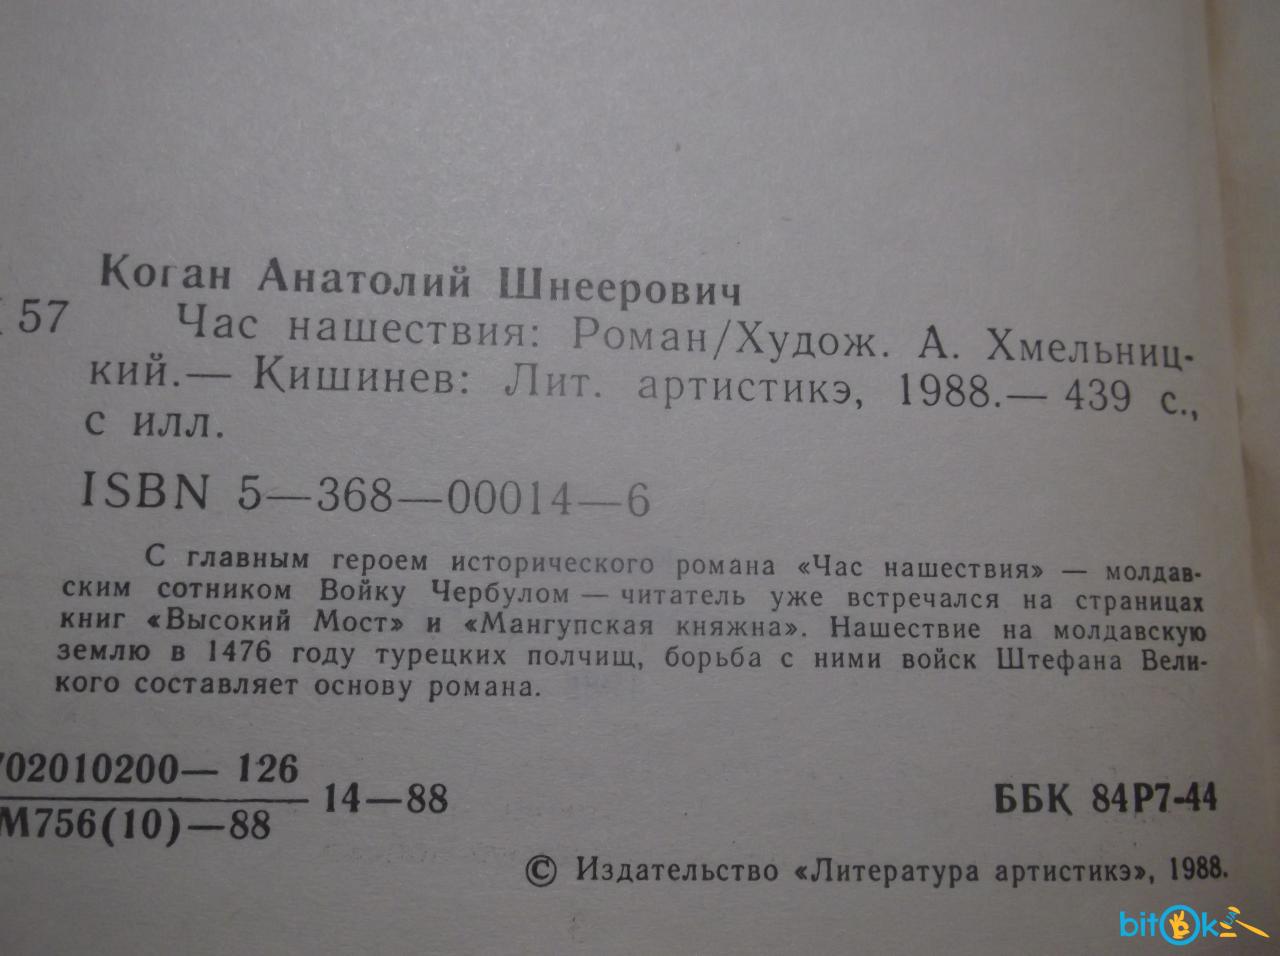 Коган Анатолий Шнеерович
57 Час нашествия: Роман/Худож. А. Хмельниц-
кий.— Кишинев: Лит. артистикэ, 1988.— 439 с.,
с илл.
ISBN 5—368—00014—6
С главным героем исторического романа «Час нашествия» — молдав-
ским сотником Войку Чербулом — читатель уже встречался на страницах
книг «Высокий Мост» и «Мангупская княжна». Нашествие на молдавскую
землю в 1476 году турецких полчищ, борьба с ними войск Штефана Вели-
кого составляет основу романа.
702010200— 126
М756(10)—88
14—88
ББК 84Р7-44
© Издательство «Литература артистикэ», 1988.
bitOk